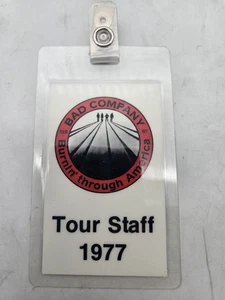 BAD COMPANY
Burnin' through America
Tour Staff
1977